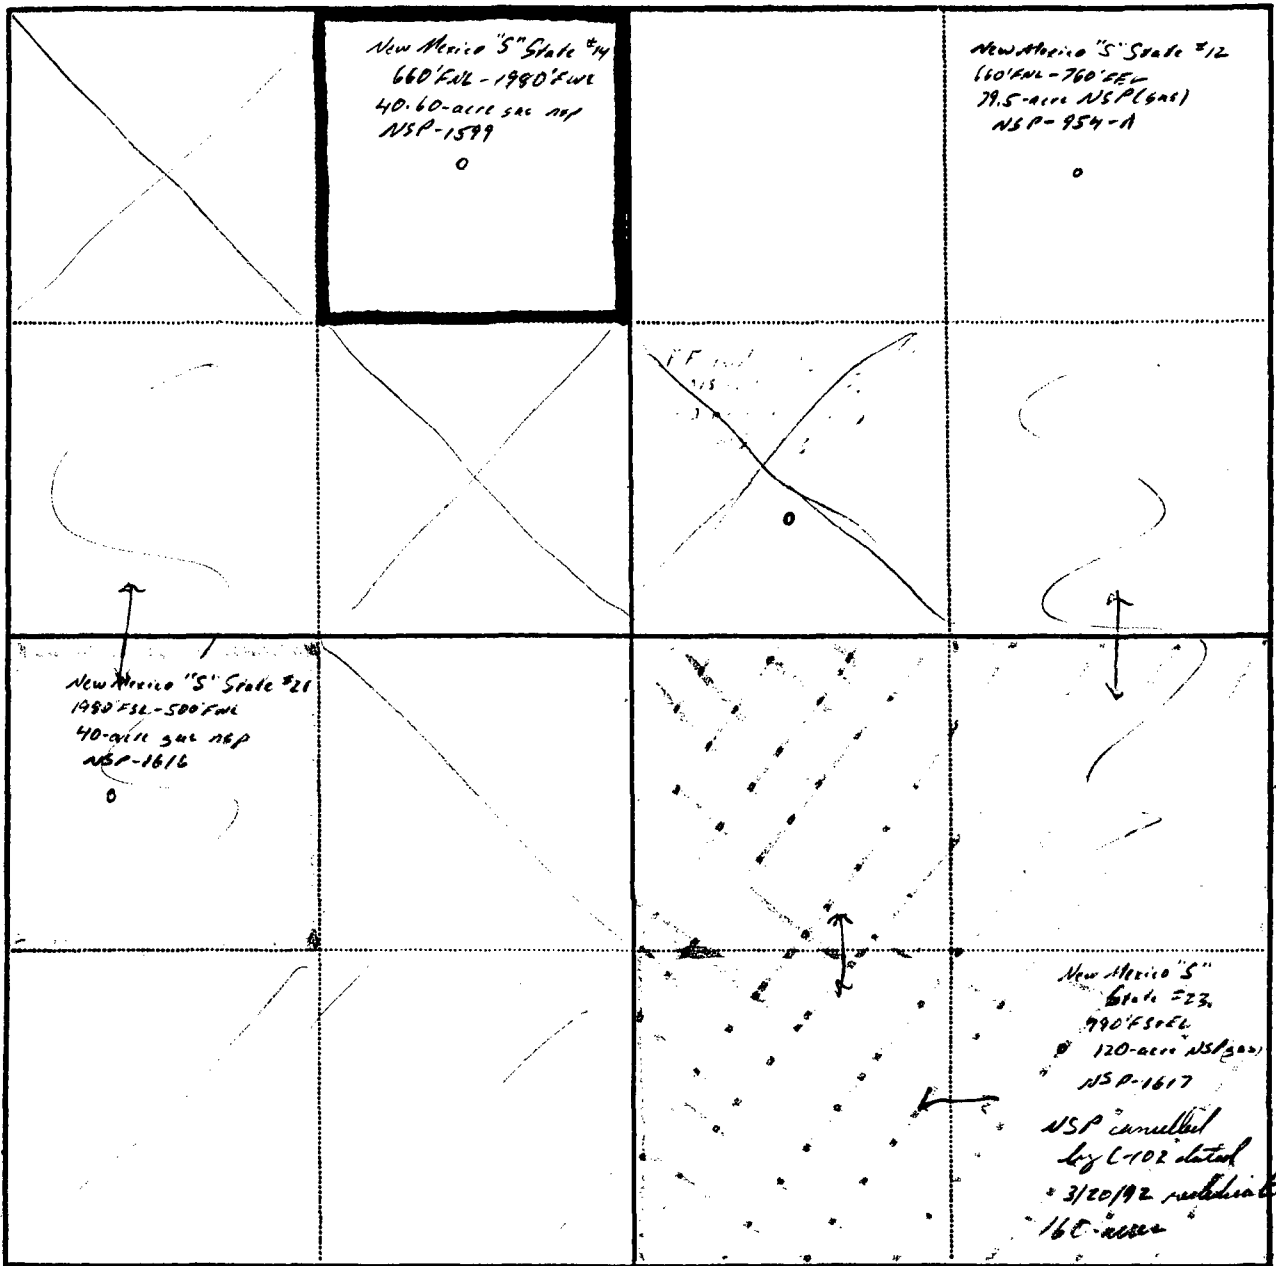 New Mexico "S" State #14
660'FNL-1980'FWL
40.60-acre gas nsp
NSP-1599
New Mexico "S" State #12
660'FNL-760'FEL
79.5-acre NSP(gas)
NSP-954-A
New Mexico "S" State #21
1980'FSL-500'FWL
40-acre gas nsp
NSP-1616
New Mexico "S"
State #23
990'FS&EL
120-acre NSP(gas)
NSP-1617
NSP cancelled
by C-102 dated
3/20/92
160-acres